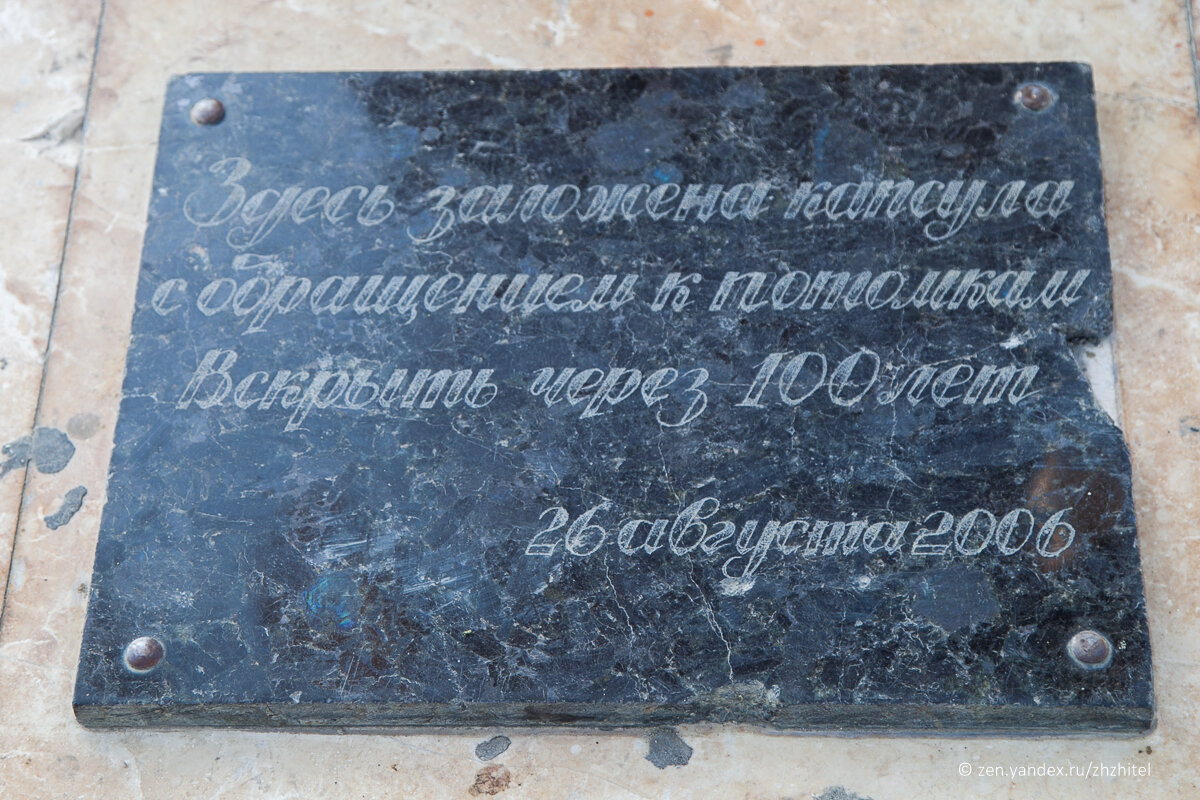 Здесь заложена капсула
с обращением к потомкам
Вскрыть через 100 лет
26 августа 2006
© zen.yandex.ru/zhzhitel